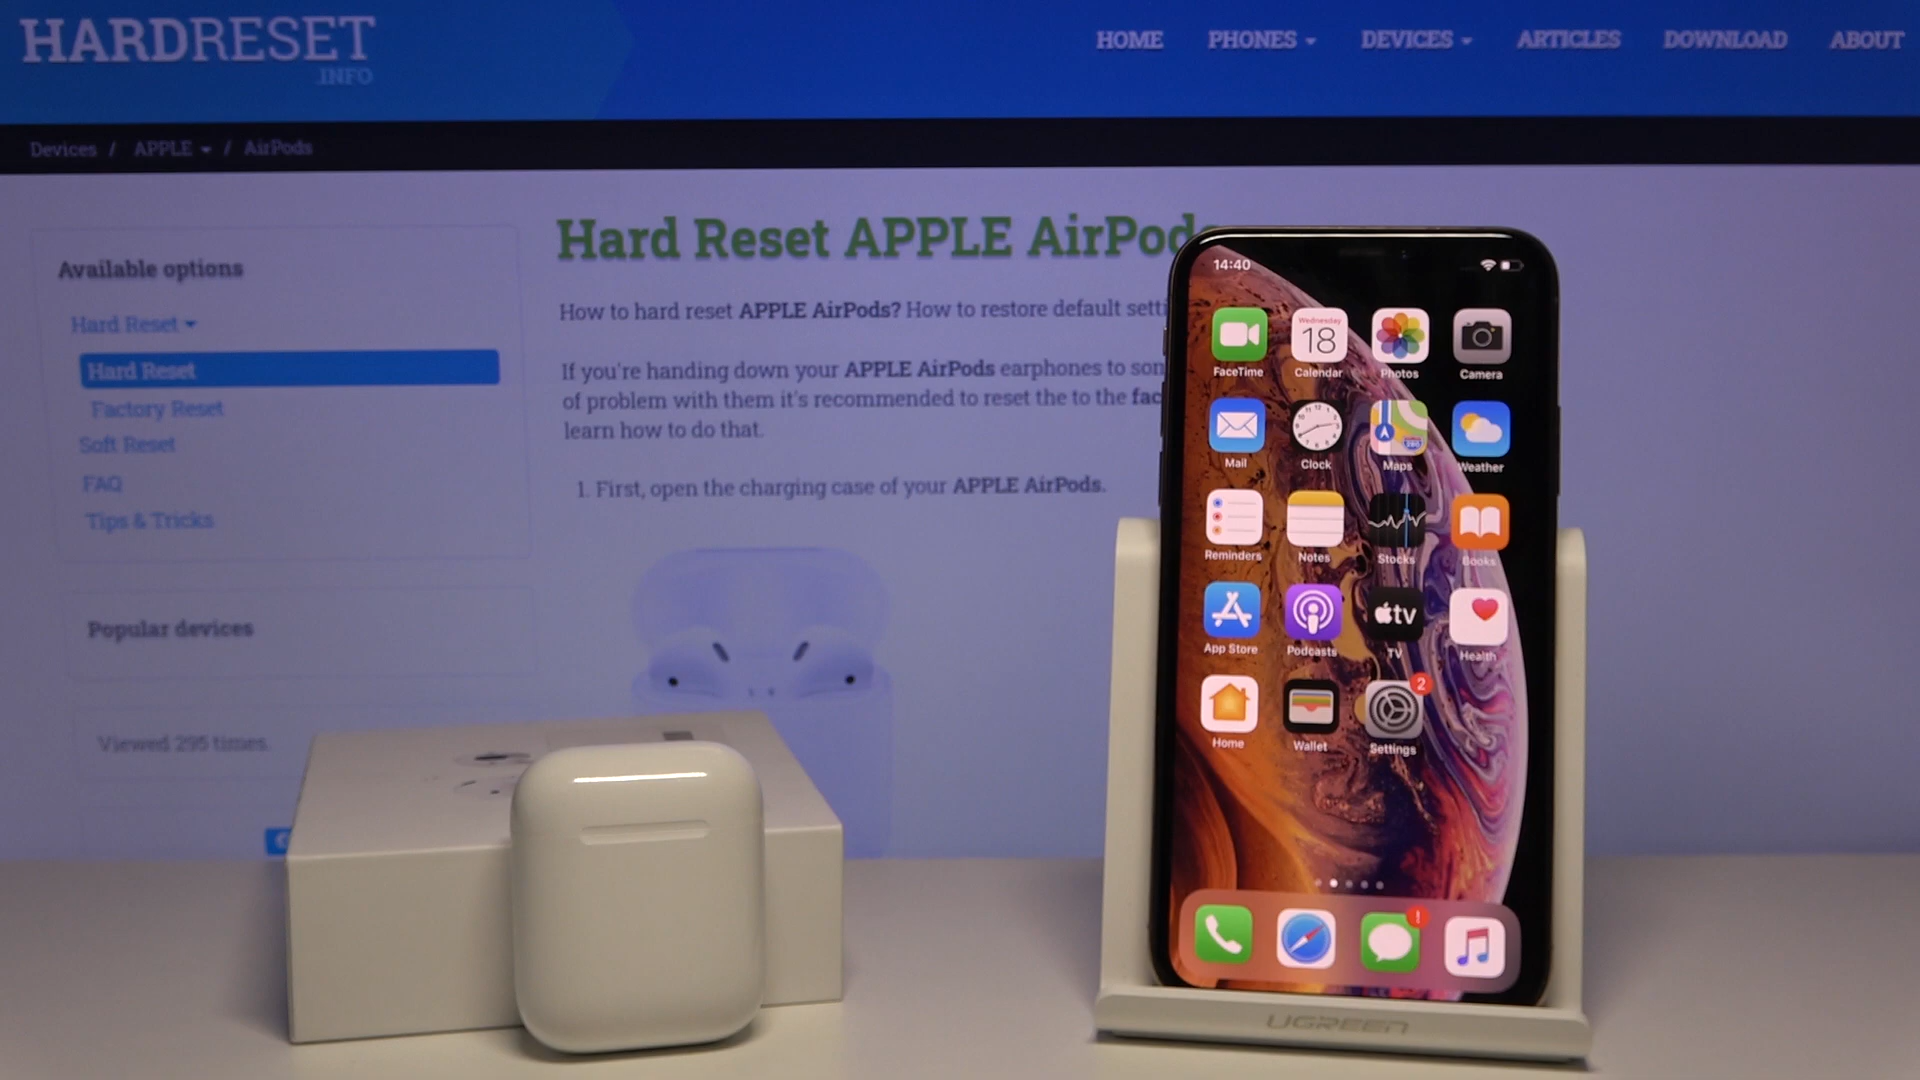 HARDRESET
.INFO
HOME PHONES DEVICES ARTICLES DOWNLOAD ABOUT
Devices / APPLE / AirPods
Available options
Hard Reset
Hard Reset
Factory Reset
Soft Reset
FAQ
Tips & Tricks
Popular devices
Viewed 295 times.
Hard Reset APPLE AirPods
How to hard reset APPLE AirPods? How to restore default setti
If you're handing down your APPLE AirPods earphones to som
of problem with them it's recommended to reset the to the fac
learn how to do that.
1. First, open the charging case of your APPLE AirPods.
14:40
Wednesday
18
FaceTime Calendar Photos Camera
Mail Clock Maps Weather
Reminders Notes Stocks Books
tv
App Store Podcasts TV Health
2
Home Wallet Settings
!
UGREEN